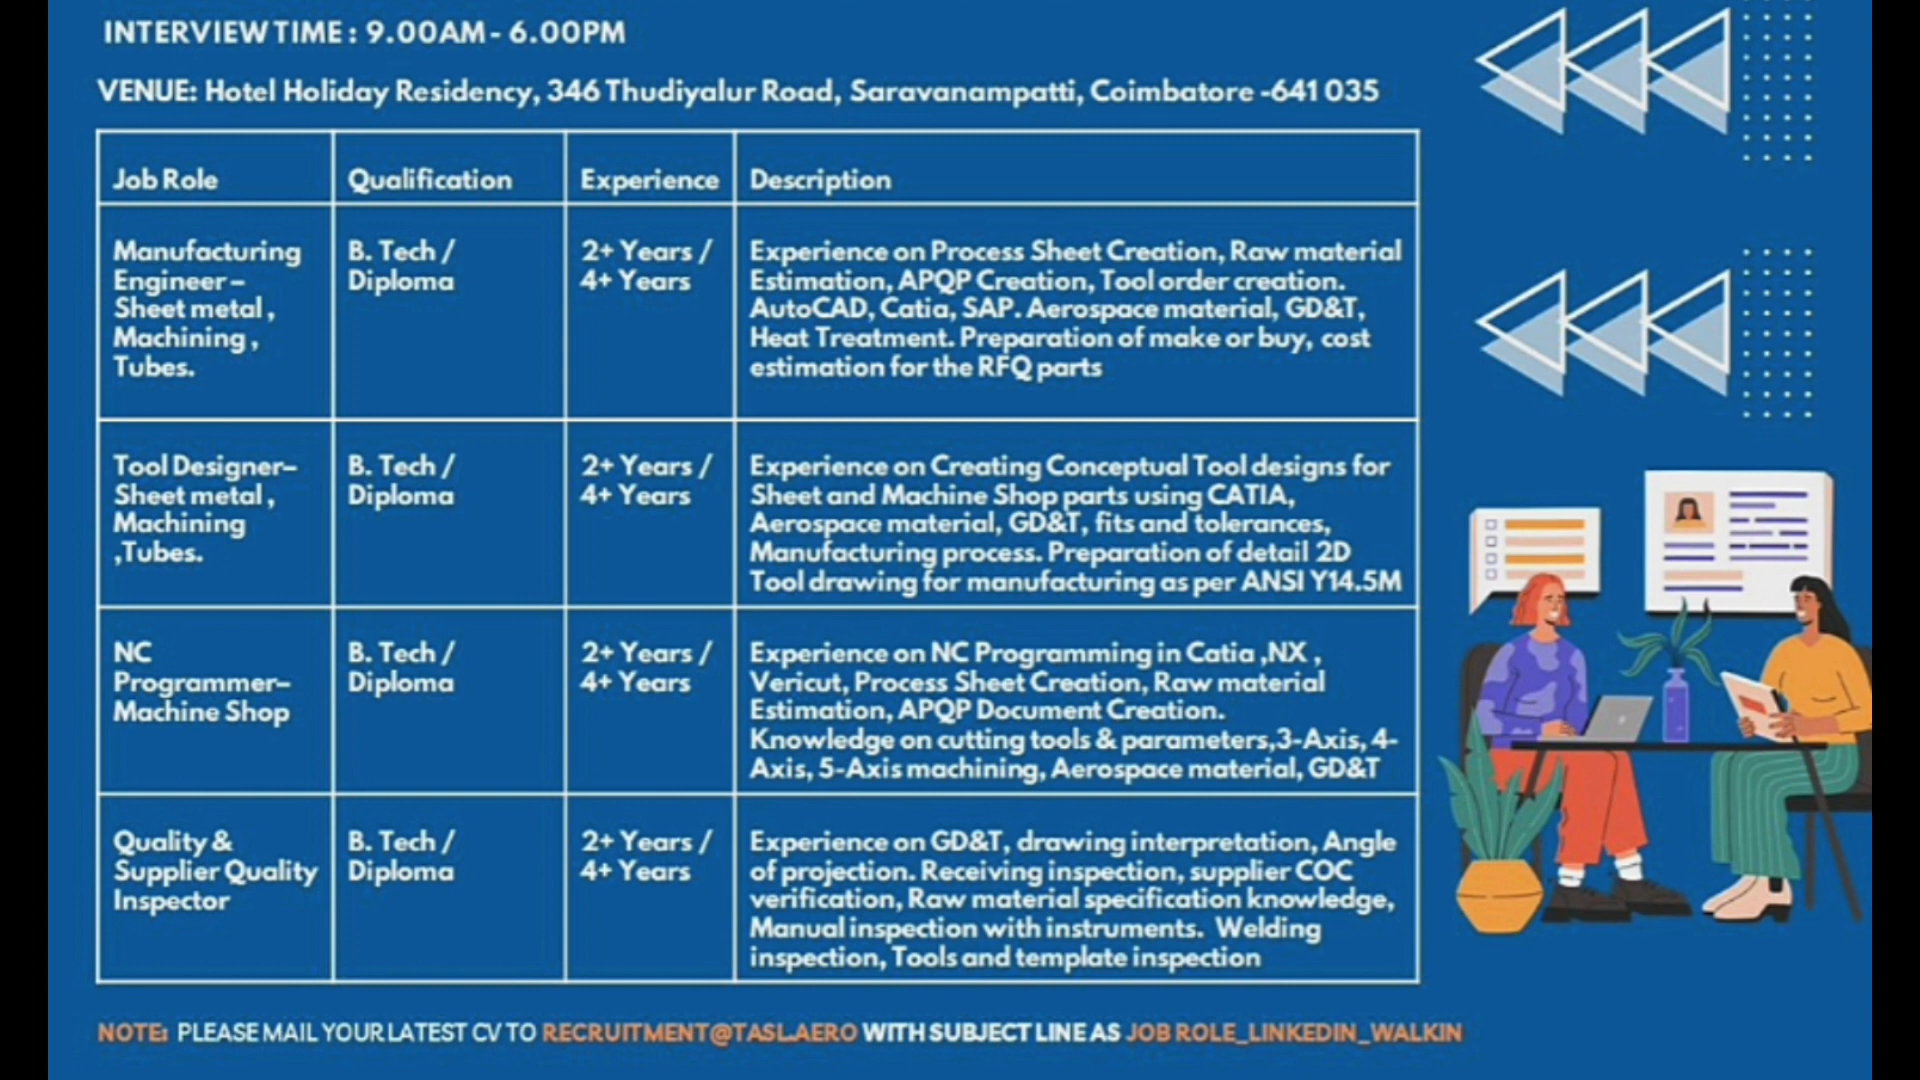 INTERVIEW TIME : 9.00AM - 6.00PM
VENUE: Hotel Holiday Residency, 346 Thudiyalur Road, Saravanampatti, Coimbatore -641 035
Job Role
Qualification
Experience
Description
Manufacturing
Engineer –
Sheet metal ,
Machining ,
Tubes.
B. Tech /
Diploma
2+ Years /
4+ Years
Experience on Process Sheet Creation, Raw material
Estimation, APQP Creation, Tool order creation.
AutoCAD, Catia, SAP. Aerospace material, GD&T,
Heat Treatment. Preparation of make or buy, cost
estimation for the RFQ parts
Tool Designer–
Sheet metal ,
Machining
,Tubes.
B. Tech /
Diploma
2+ Years /
4+ Years
Experience on Creating Conceptual Tool designs for
Sheet and Machine Shop parts using CATIA,
Aerospace material, GD&T, fits and tolerances,
Manufacturing process. Preparation of detail 2D
Tool drawing for manufacturing as per ANSI Y14.5M
NC
Programmer–
Machine Shop
B. Tech /
Diploma
2+ Years /
4+ Years
Experience on NC Programming in Catia ,NX ,
Vericut, Process Sheet Creation, Raw material
Estimation, APQP Document Creation.
Knowledge on cutting tools & parameters,3-Axis, 4-
Axis, 5-Axis machining, Aerospace material, GD&T
Quality &
Supplier Quality
Inspector
B. Tech /
Diploma
2+ Years /
4+ Years
Experience on GD&T, drawing interpretation, Angle
of projection. Receiving inspection, supplier COC
verification, Raw material specification knowledge,
Manual inspection with instruments. Welding
inspection, Tools and template inspection
NOTE: PLEASE MAIL YOUR LATEST CV TO RECRUITMENT@TASL.AERO WITH SUBJECT LINE AS JOB ROLE_LINKEDIN_WALKIN